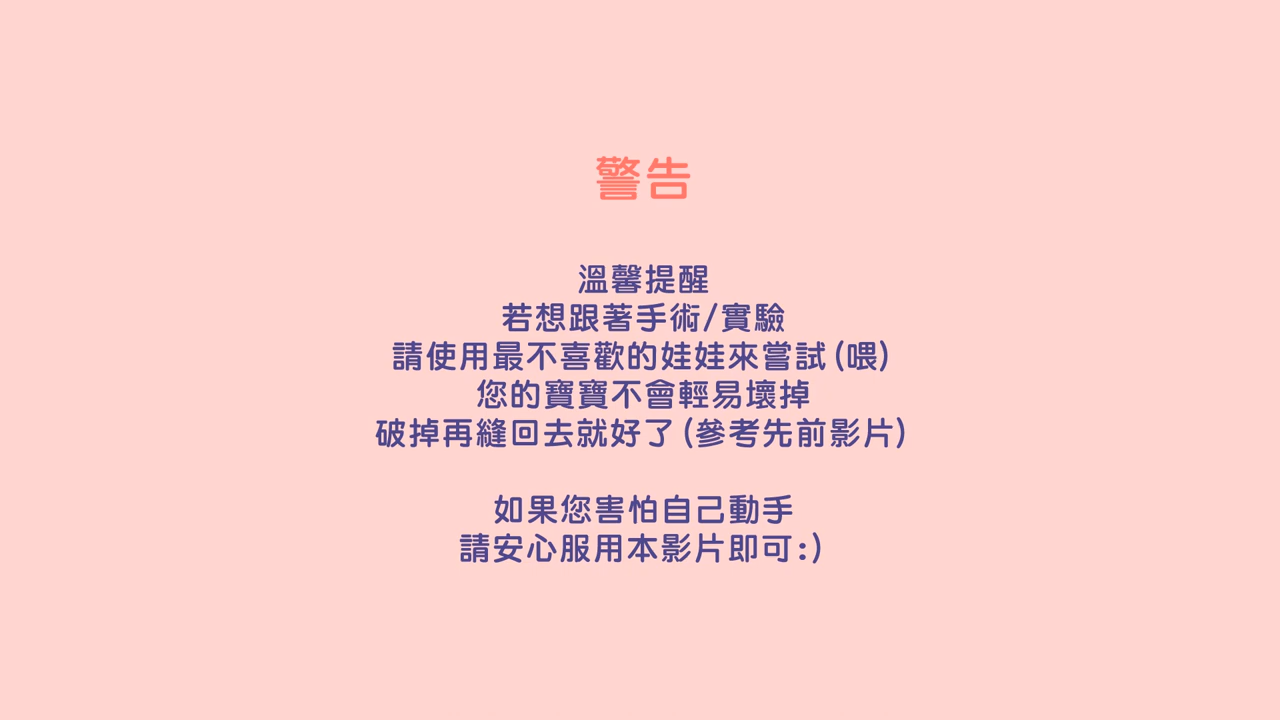 警告
溫馨提醒
若想跟著手術/實驗
請使用最不喜歡的娃娃來嘗試(喂)
您的寶寶不會輕易壞掉
破掉再縫回去就好了(參考先前影片)
如果您害怕自己動手
請安心服用本影片即可:)